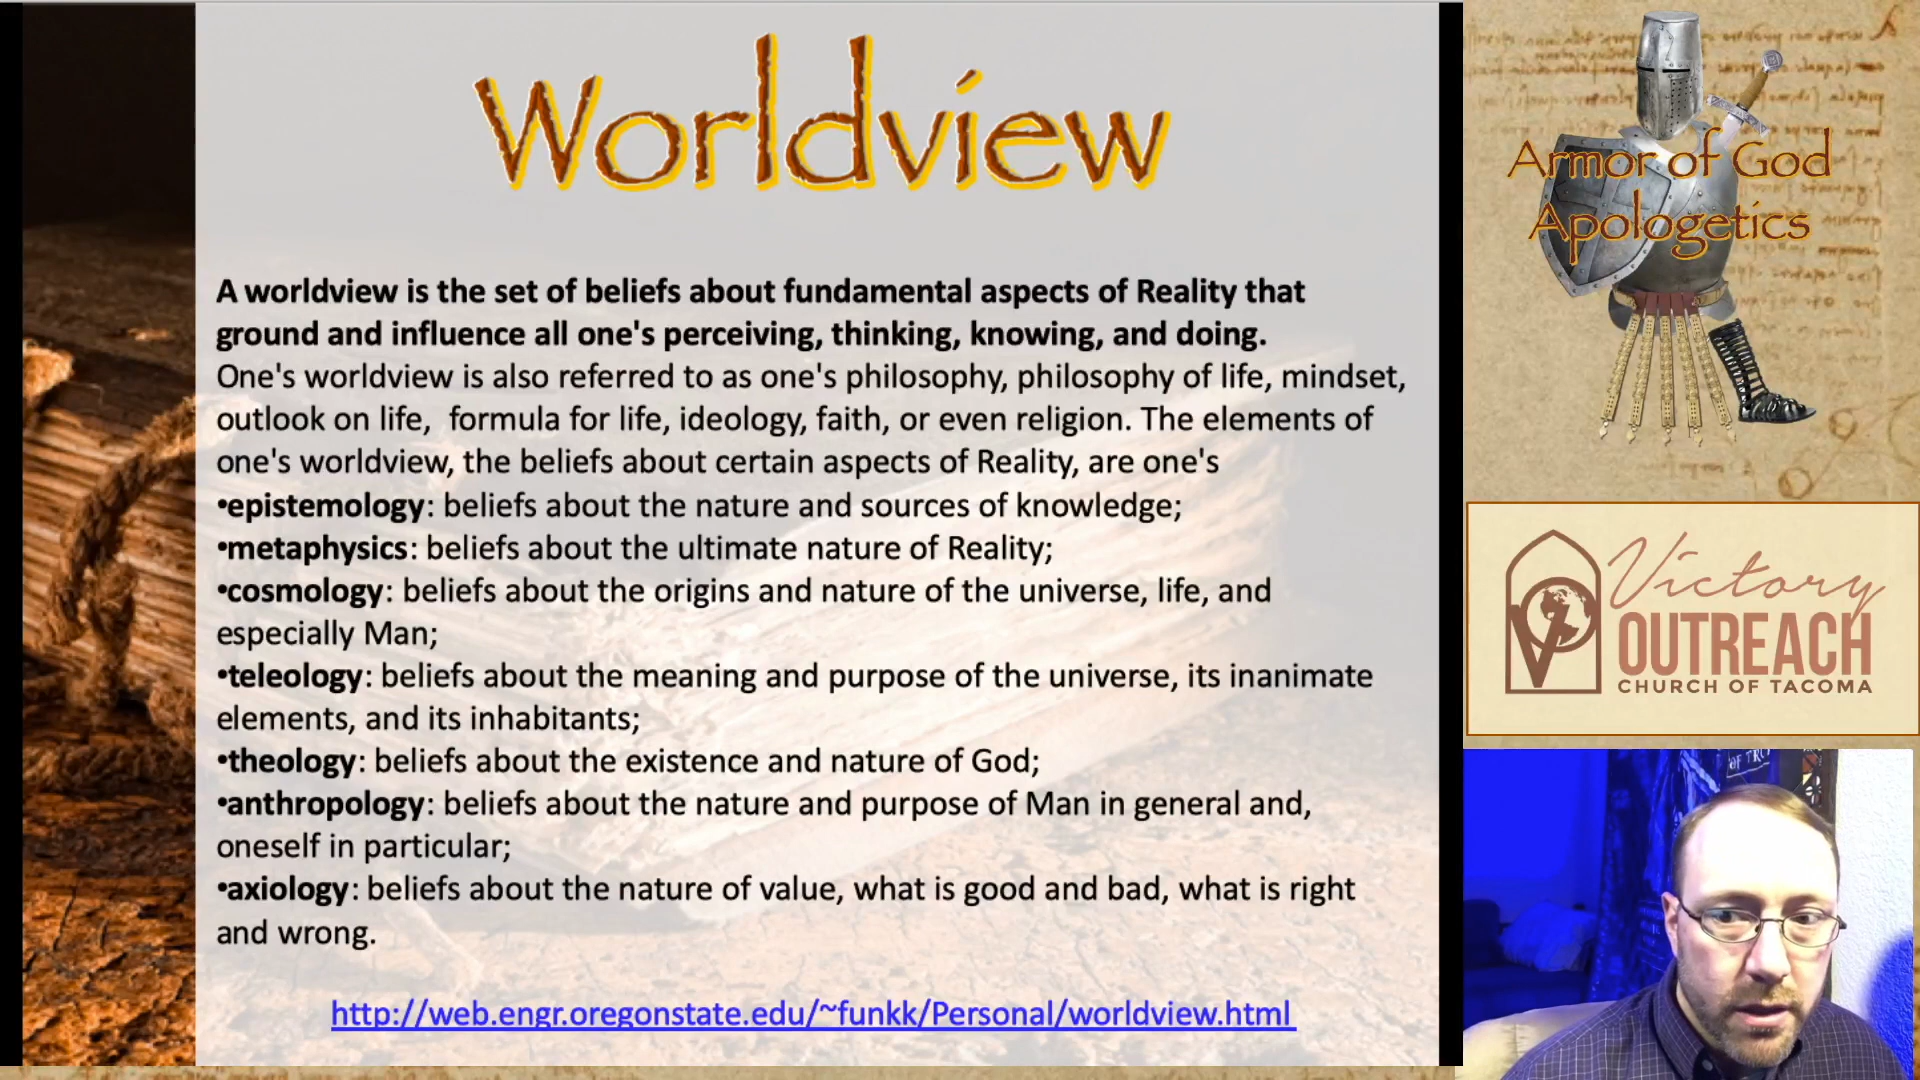 Worldview
A worldview is the set of beliefs about fundamental aspects of Reality that
ground and influence all one's perceiving, thinking, knowing, and doing.
One's worldview is also referred to as one's philosophy, philosophy of life, mindset,
outlook on life,  formula for life, ideology, faith, or even religion. The elements of
one's worldview, the beliefs about certain aspects of Reality, are one's
•epistemology: beliefs about the nature and sources of knowledge;
•metaphysics: beliefs about the ultimate nature of Reality;
•cosmology: beliefs about the origins and nature of the universe, life, and
especially Man;
•teleology: beliefs about the meaning and purpose of the universe, its inanimate
elements, and its inhabitants;
•theology: beliefs about the existence and nature of God;
•anthropology: beliefs about the nature and purpose of Man in general and,
oneself in particular;
•axiology: beliefs about the nature of value, what is good and bad, what is right
and wrong.
http://web.engr.oregonstate.edu/~funkk/Personal/worldview.html
Armor of God
Apologetics
Victory
OUTREACH
CHURCH OF TACOMA